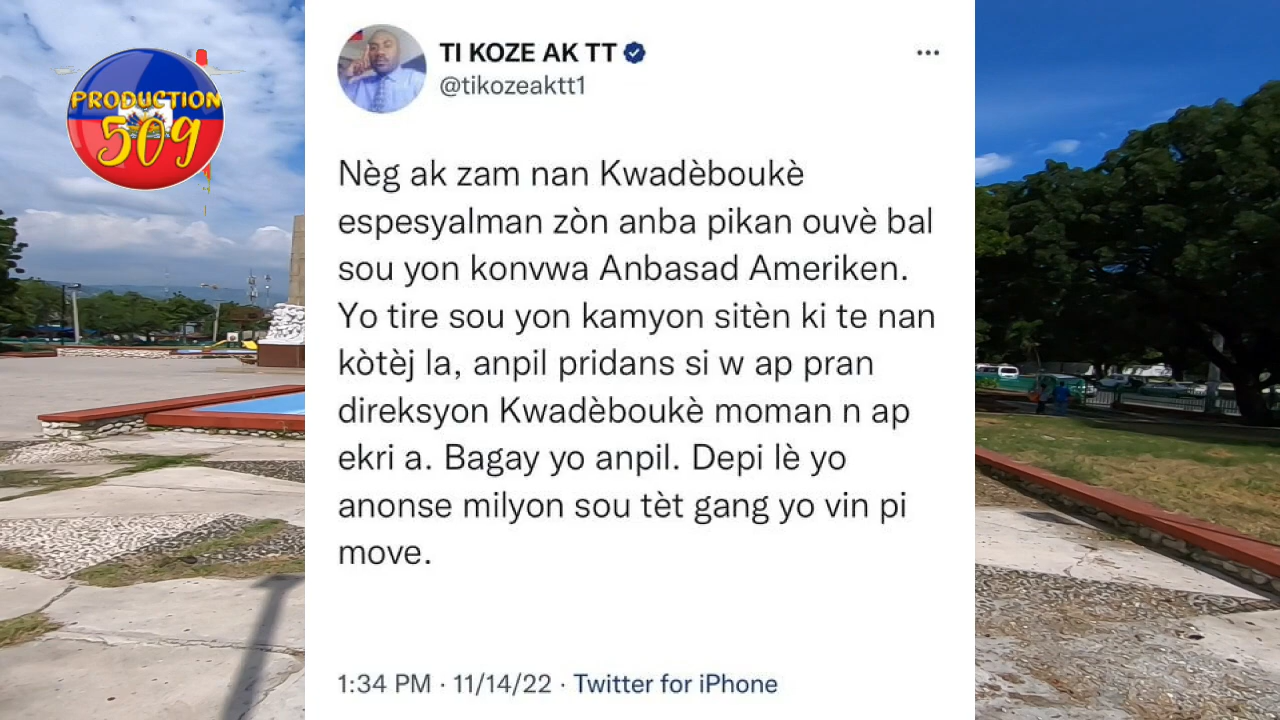 PRODUCTION
509
TI KOZE AK TT
@tikozeaktt1
Nèg ak zam nan Kwadèboukè
espesyalman zòn anba pikan ouvè bal
sou yon konvwa Anbasad Ameriken.
Yo tire sou yon kamyon sitèn ki te nan
kòtèj la, anpil pridans si w ap pran
direksyon Kwadèboukè moman n ap
ekri a. Bagay yo anpil. Depi lè yo
anonse milyon sou tèt gang yo vin pi
move.
1:34 PM · 11/14/22 · Twitter for iPhone